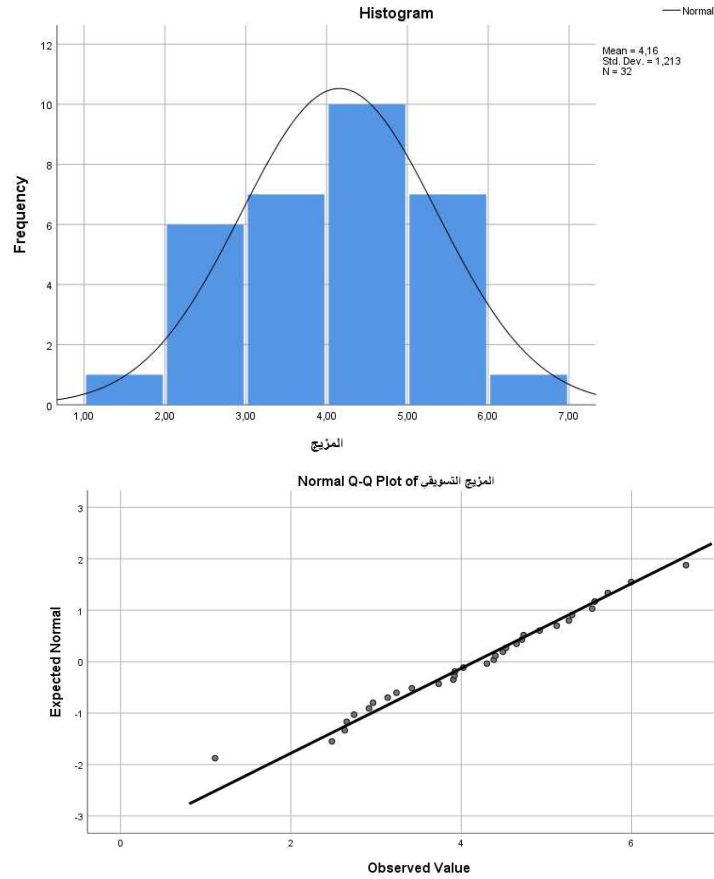 Histogram
Normal
Mean = 4,16
Std. Dev. = 1,213
N = 32
12
10
8
6
4
2
0
Frequency
1,00 2,00 3,00 4,00 5,00 6,00 7,00
المزيج
Normal Q-Q Plot of المزيج التسويقي
3
2
1
0
-1
-2
-3
Expected Normal
0 2 4 6
Observed Value